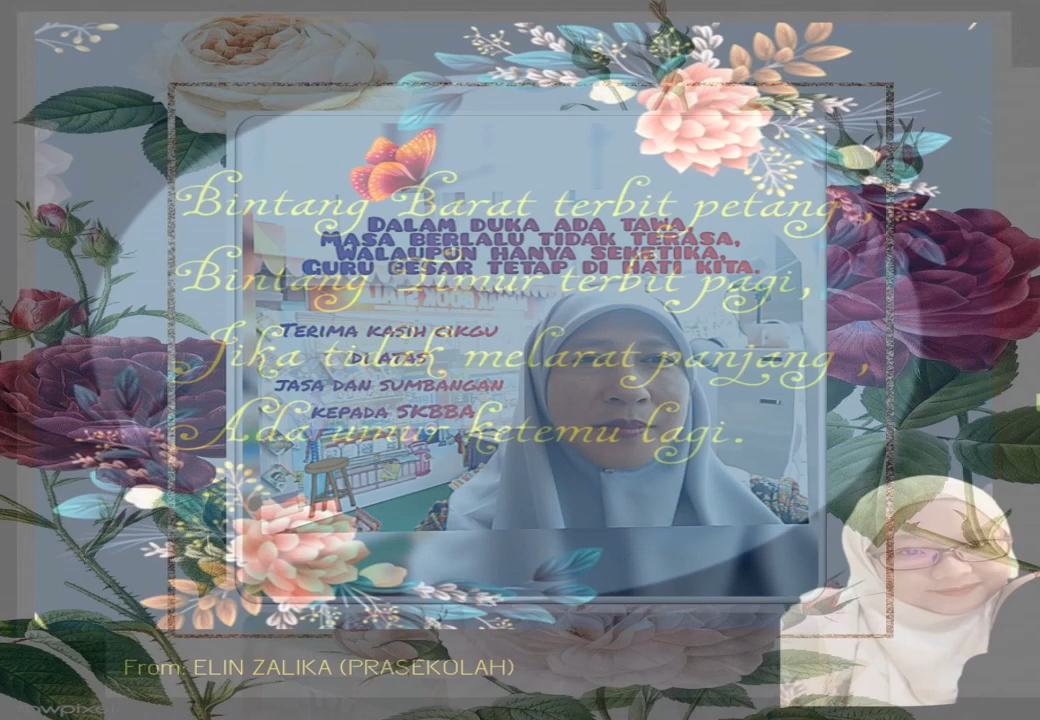 Bintang Barat terbit petang,
DALAM DUKA ADA TAWA,
MASA BERLALU TIDAK TERASA,
WALAUPUN HANYA SEKETIKA,
GURU BESAR TETAP DI HATI KITA.
Bintang Timur terbit pagi,
TERIMA KASIH CIKGU
DI ATAS
JASA DAN SUMBANGAN
KEPADA SKBBA
Jika tidak melarat panjang,
Ada umur ketemu lagi.
From: ELIN ZALIKA (PRASEKOLAH)